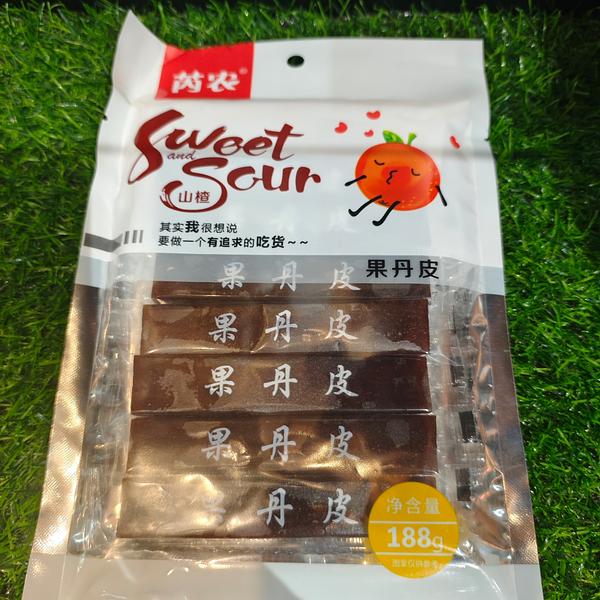 芮农®
Sweet
and
Sour
山楂
其实我很想说
要做一个有追求的吃货~~
果丹皮
果丹皮
果丹皮
果丹皮
果丹皮
丹皮
净含量
188g